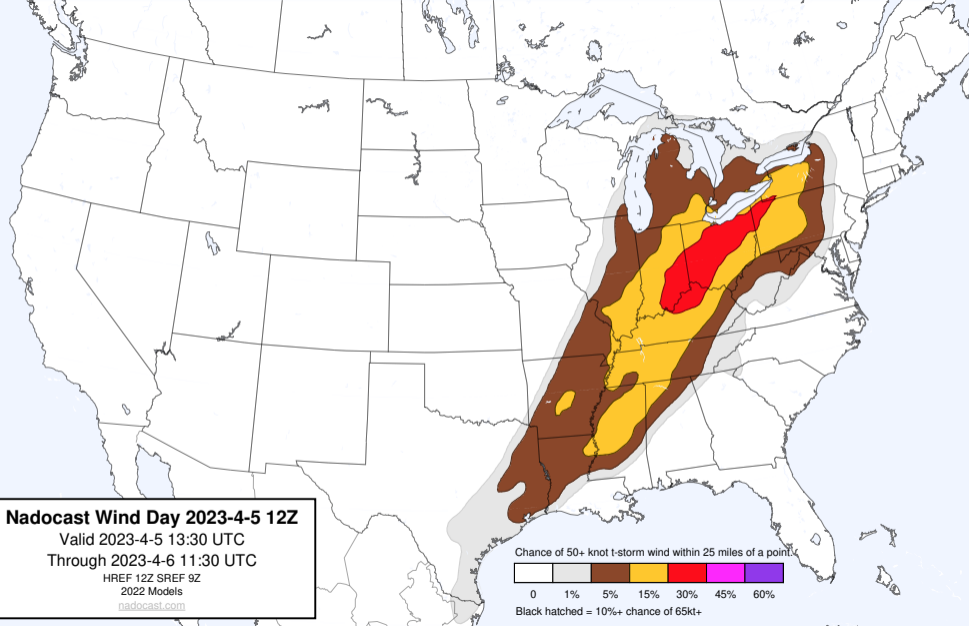 Nadocast Wind Day 2023-4-5 12Z
Valid 2023-4-5 13:30 UTC
Through 2023-4-6 11:30 UTC
HREF 12Z SREF 9Z
2022 Models
nadocast.com
Chance of 50+ knot t-storm wind within 25 miles of a point.
0 1% 5% 15% 30% 45% 60%
Black hatched = 10%+ chance of 65kt+